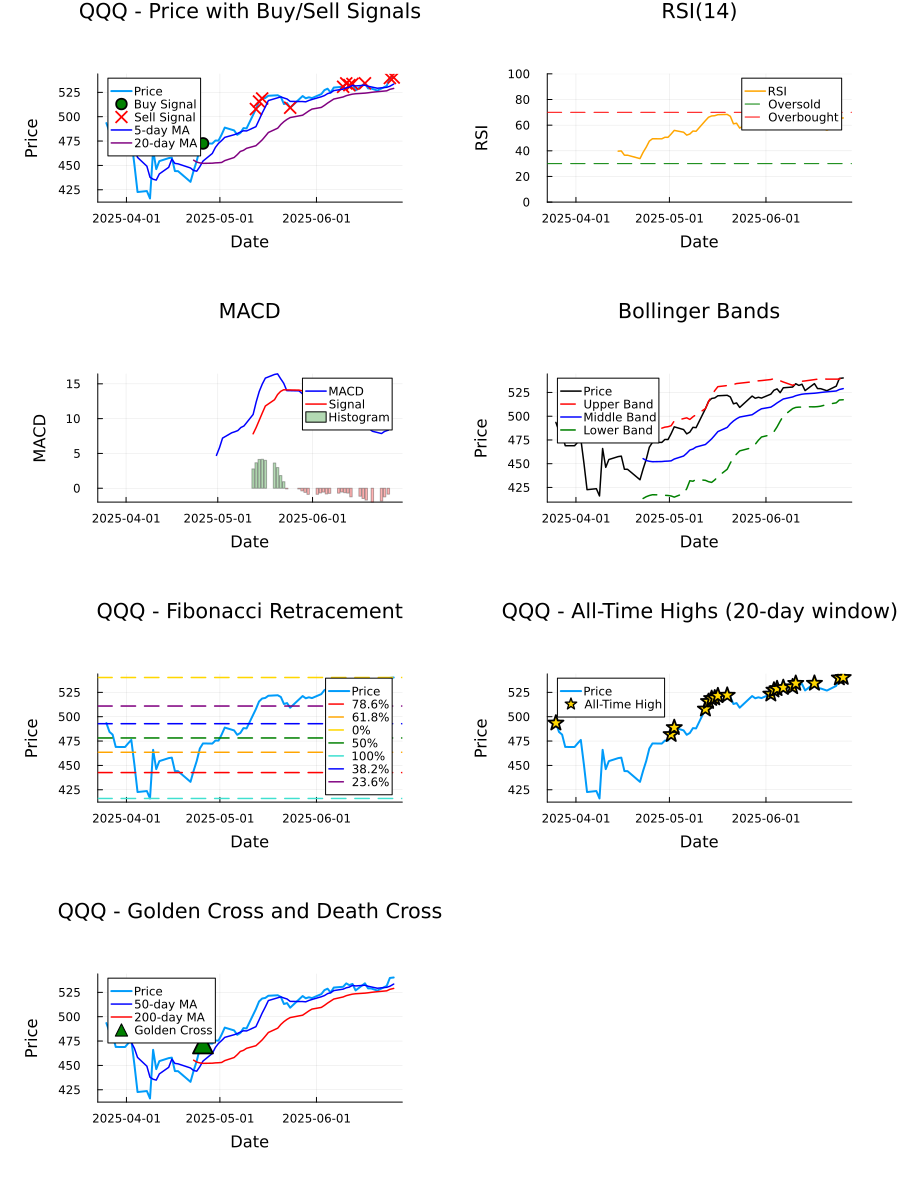 QQQ - Price with Buy/Sell Signals
Price
525
500
475
450
425
Price
Buy Signal
Sell Signal
5-day MA
20-day MA
2025-04-01 2025-05-01 2025-06-01
Date
RSI(14)
RSI
100
80
60
40
20
0
RSI
Oversold
Overbought
2025-04-01 2025-05-01 2025-06-01
Date
MACD
MACD
15
10
5
0
MACD
Signal
Histogram
2025-04-01 2025-05-01 2025-06-01
Date
Bollinger Bands
Price
525
500
475
450
425
Price
Upper Band
Middle Band
Lower Band
2025-04-01 2025-05-01 2025-06-01
Date
QQQ - Fibonacci Retracement
Price
525
500
475
450
425
Price
78.6%
61.8%
0%
50%
100%
38.2%
23.6%
2025-04-01 2025-05-01 2025-06-01
Date
QQQ - All-Time Highs (20-day window)
Price
525
500
475
450
425
Price
All-Time High
2025-04-01 2025-05-01 2025-06-01
Date
QQQ - Golden Cross and Death Cross
Price
525
500
475
450
425
Price
50-day MA
200-day MA
Golden Cross
2025-04-01 2025-05-01 2025-06-01
Date